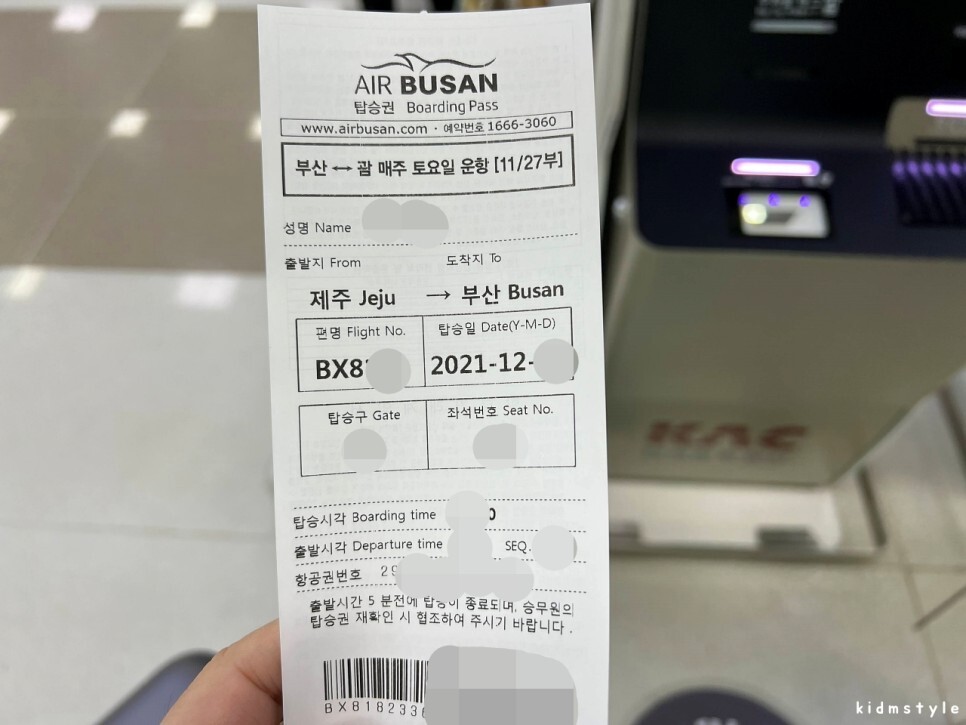 AIR BUSAN
탑승권 Boarding Pass
www.airbusan.com · 예약번호 1666-3060
부산 ↔ 괌 매주 토요일 운항 [11/27부]
성명 Name
출발지 From 도착지 To
제주 Jeju → 부산 Busan
편명 Flight No. 탑승일 Date(Y-M-D)
BX8 2021-12-
탑승구 Gate 좌석번호 Seat No.
탑승시각 Boarding time 0
출발시각 Departure time SEQ.
항공권번호 29
출발시간 5 분전에 탑승이 종료되며, 승무원의
탑승권 재확인 시 협조하여 주시기 바랍니다.
BX8182336
KAC
kidmstyle